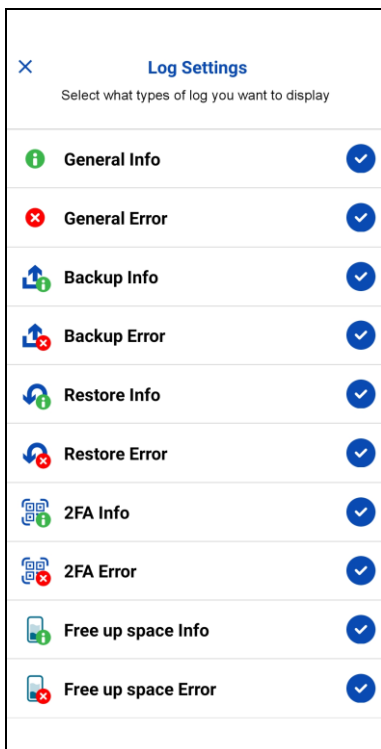 Log Settings
Select what types of log you want to display
General Info
General Error
Backup Info
Backup Error
Restore Info
Restore Error
2FA Info
2FA Error
Free up space Info
Free up space Error